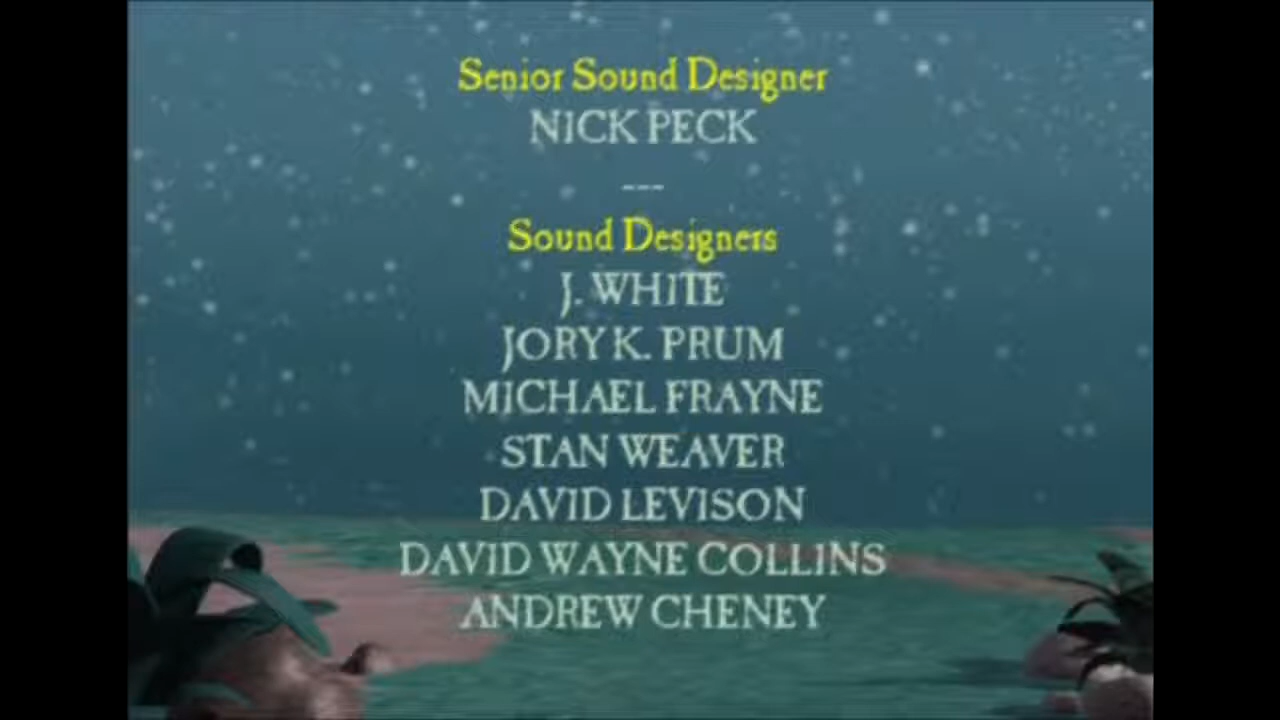 Senior Sound Designer
NICK PECK
---
Sound Designers
J. WHITE
JORY K. PRUM
MICHAEL FRAYNE
STAN WEAVER
DAVID LEVISON
DAVID WAYNE COLLINS
ANDREW CHENEY